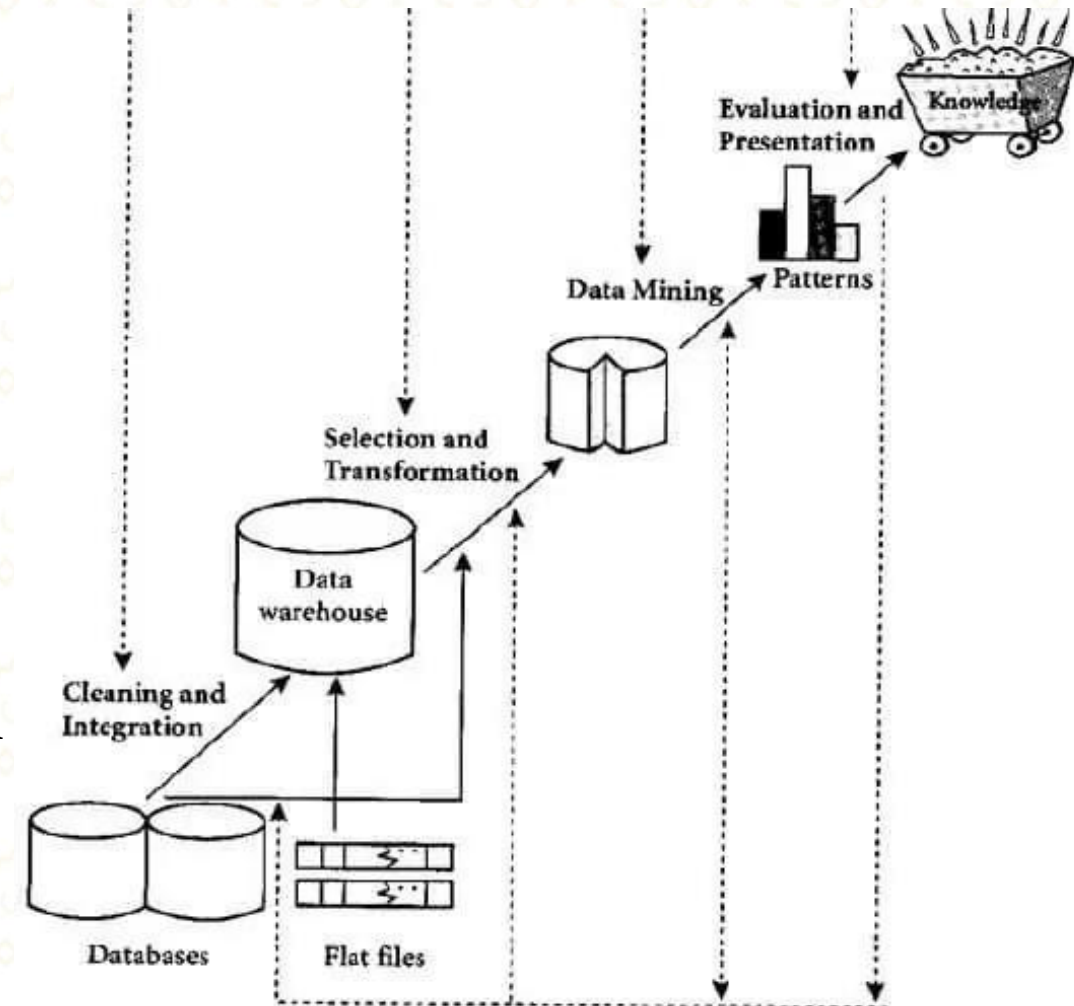 Knowledge
Evaluation and
Presentation
Patterns
Data Mining
Selection and
Transformation
Data
warehouse
Cleaning and
Integration
Databases
Flat files